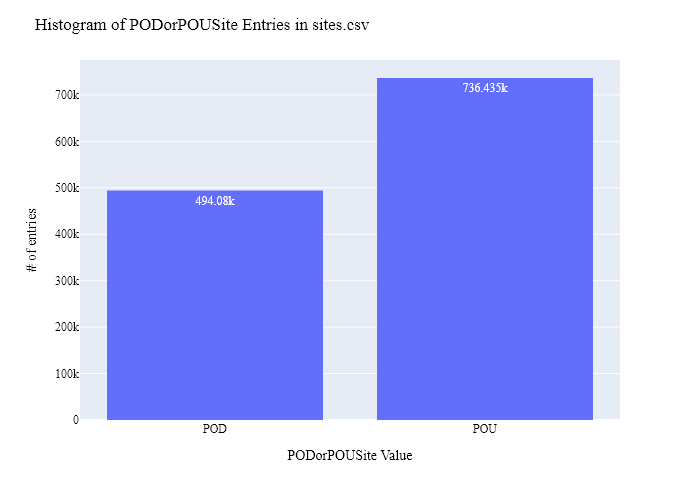 Histogram of PODorPOUSite Entries in sites.csv
700k
600k
500k
400k
300k
200k
100k
0
# of entries
494.08k
736.435k
POD
POU
PODorPOUSite Value